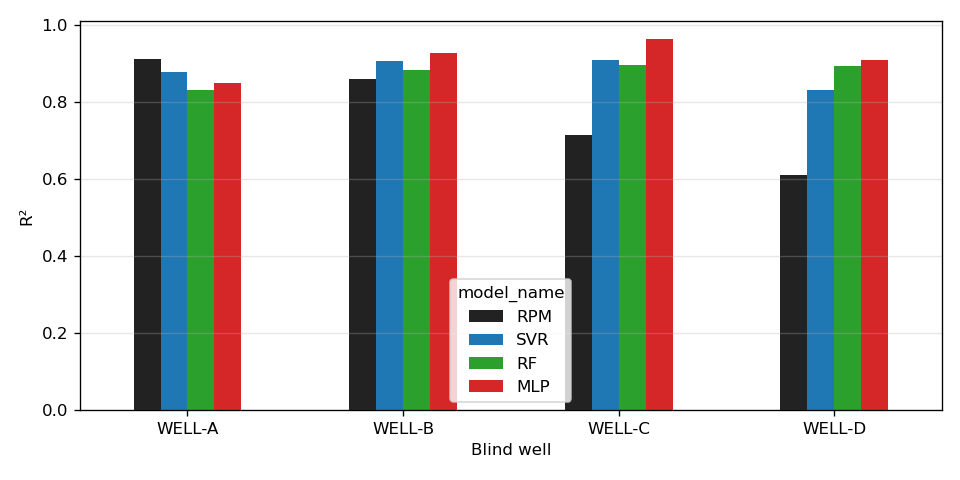 1.0
0.8
0.6
0.4
0.2
0.0
R²
model_name
RPM
SVR
RF
MLP
WELL-A WELL-B WELL-C WELL-D
Blind well